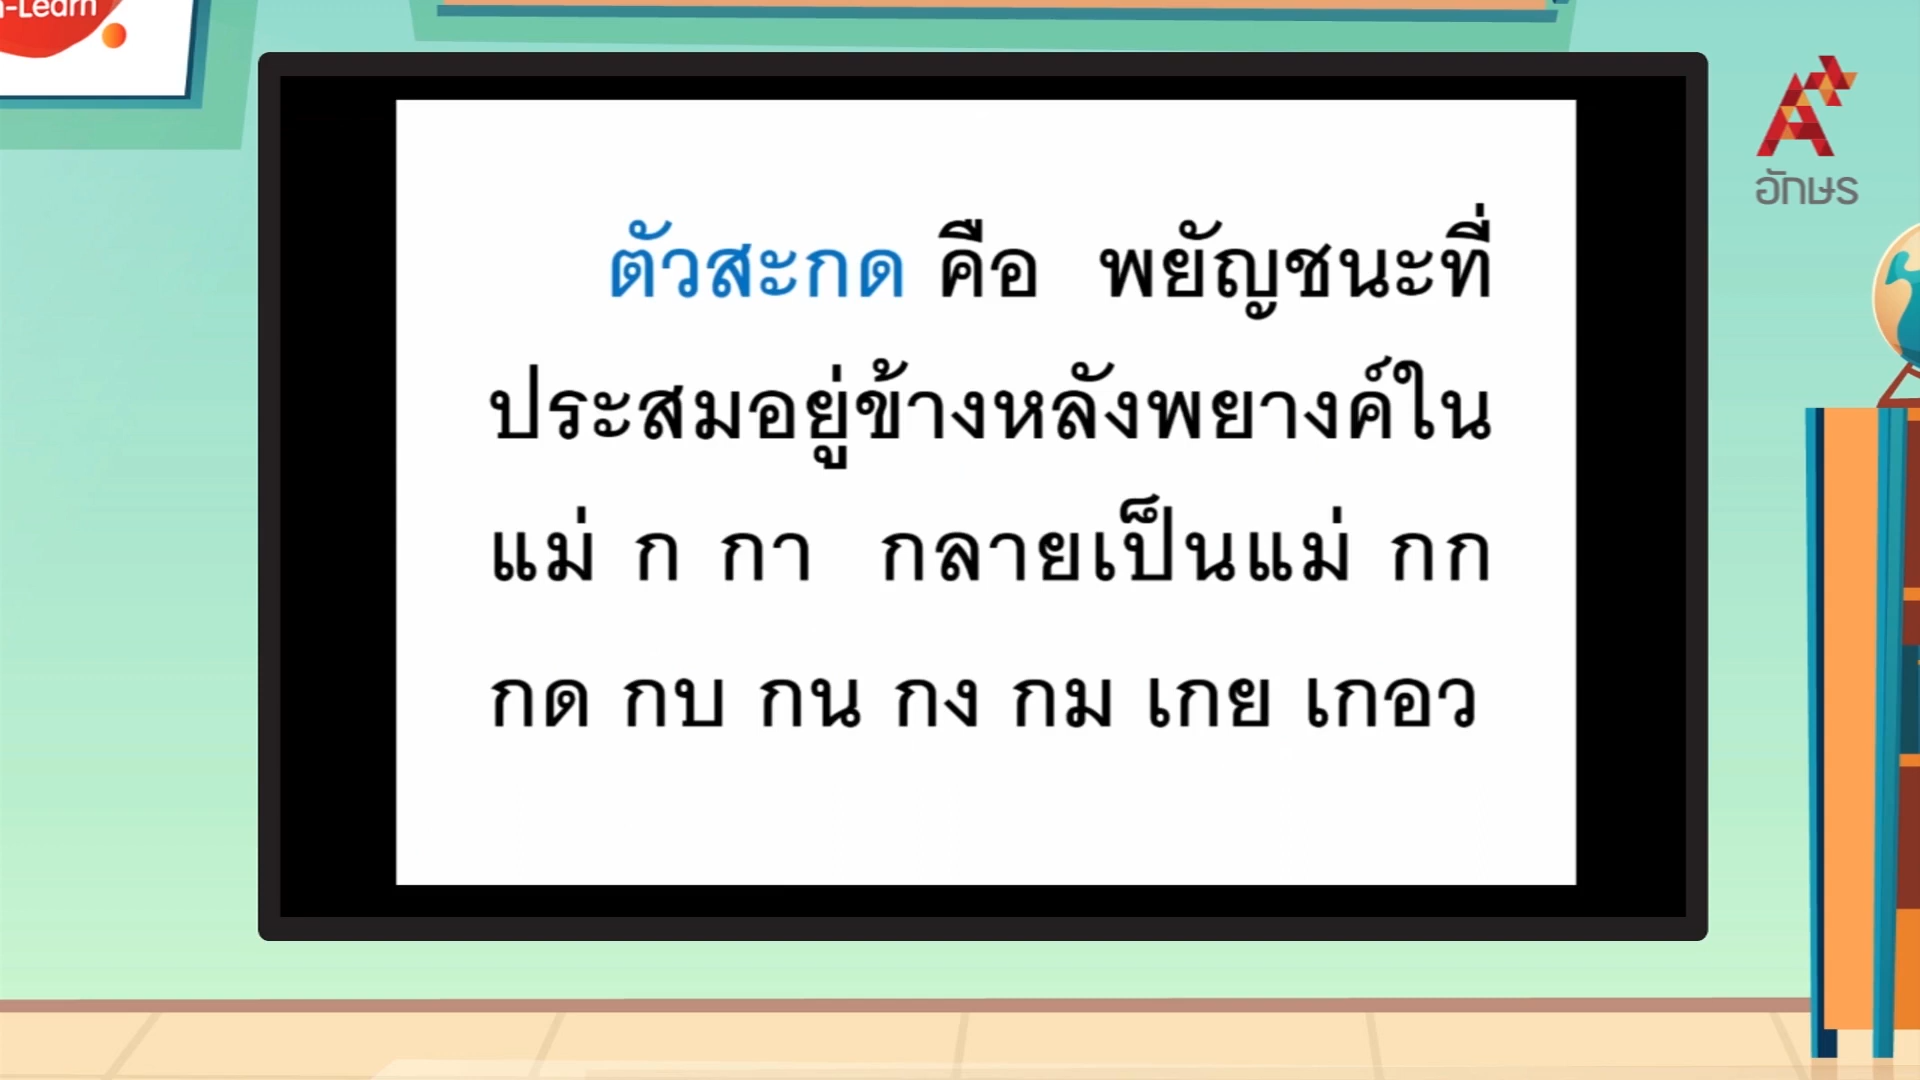 -Learn
อักษร
ตัวสะกด คือ พยัญชนะที่
ประสมอยู่ข้างหลังพยางค์ใน
แม่ ก กา กลายเป็นแม่ กก
กด กบ กน กง กม เกย เกอว